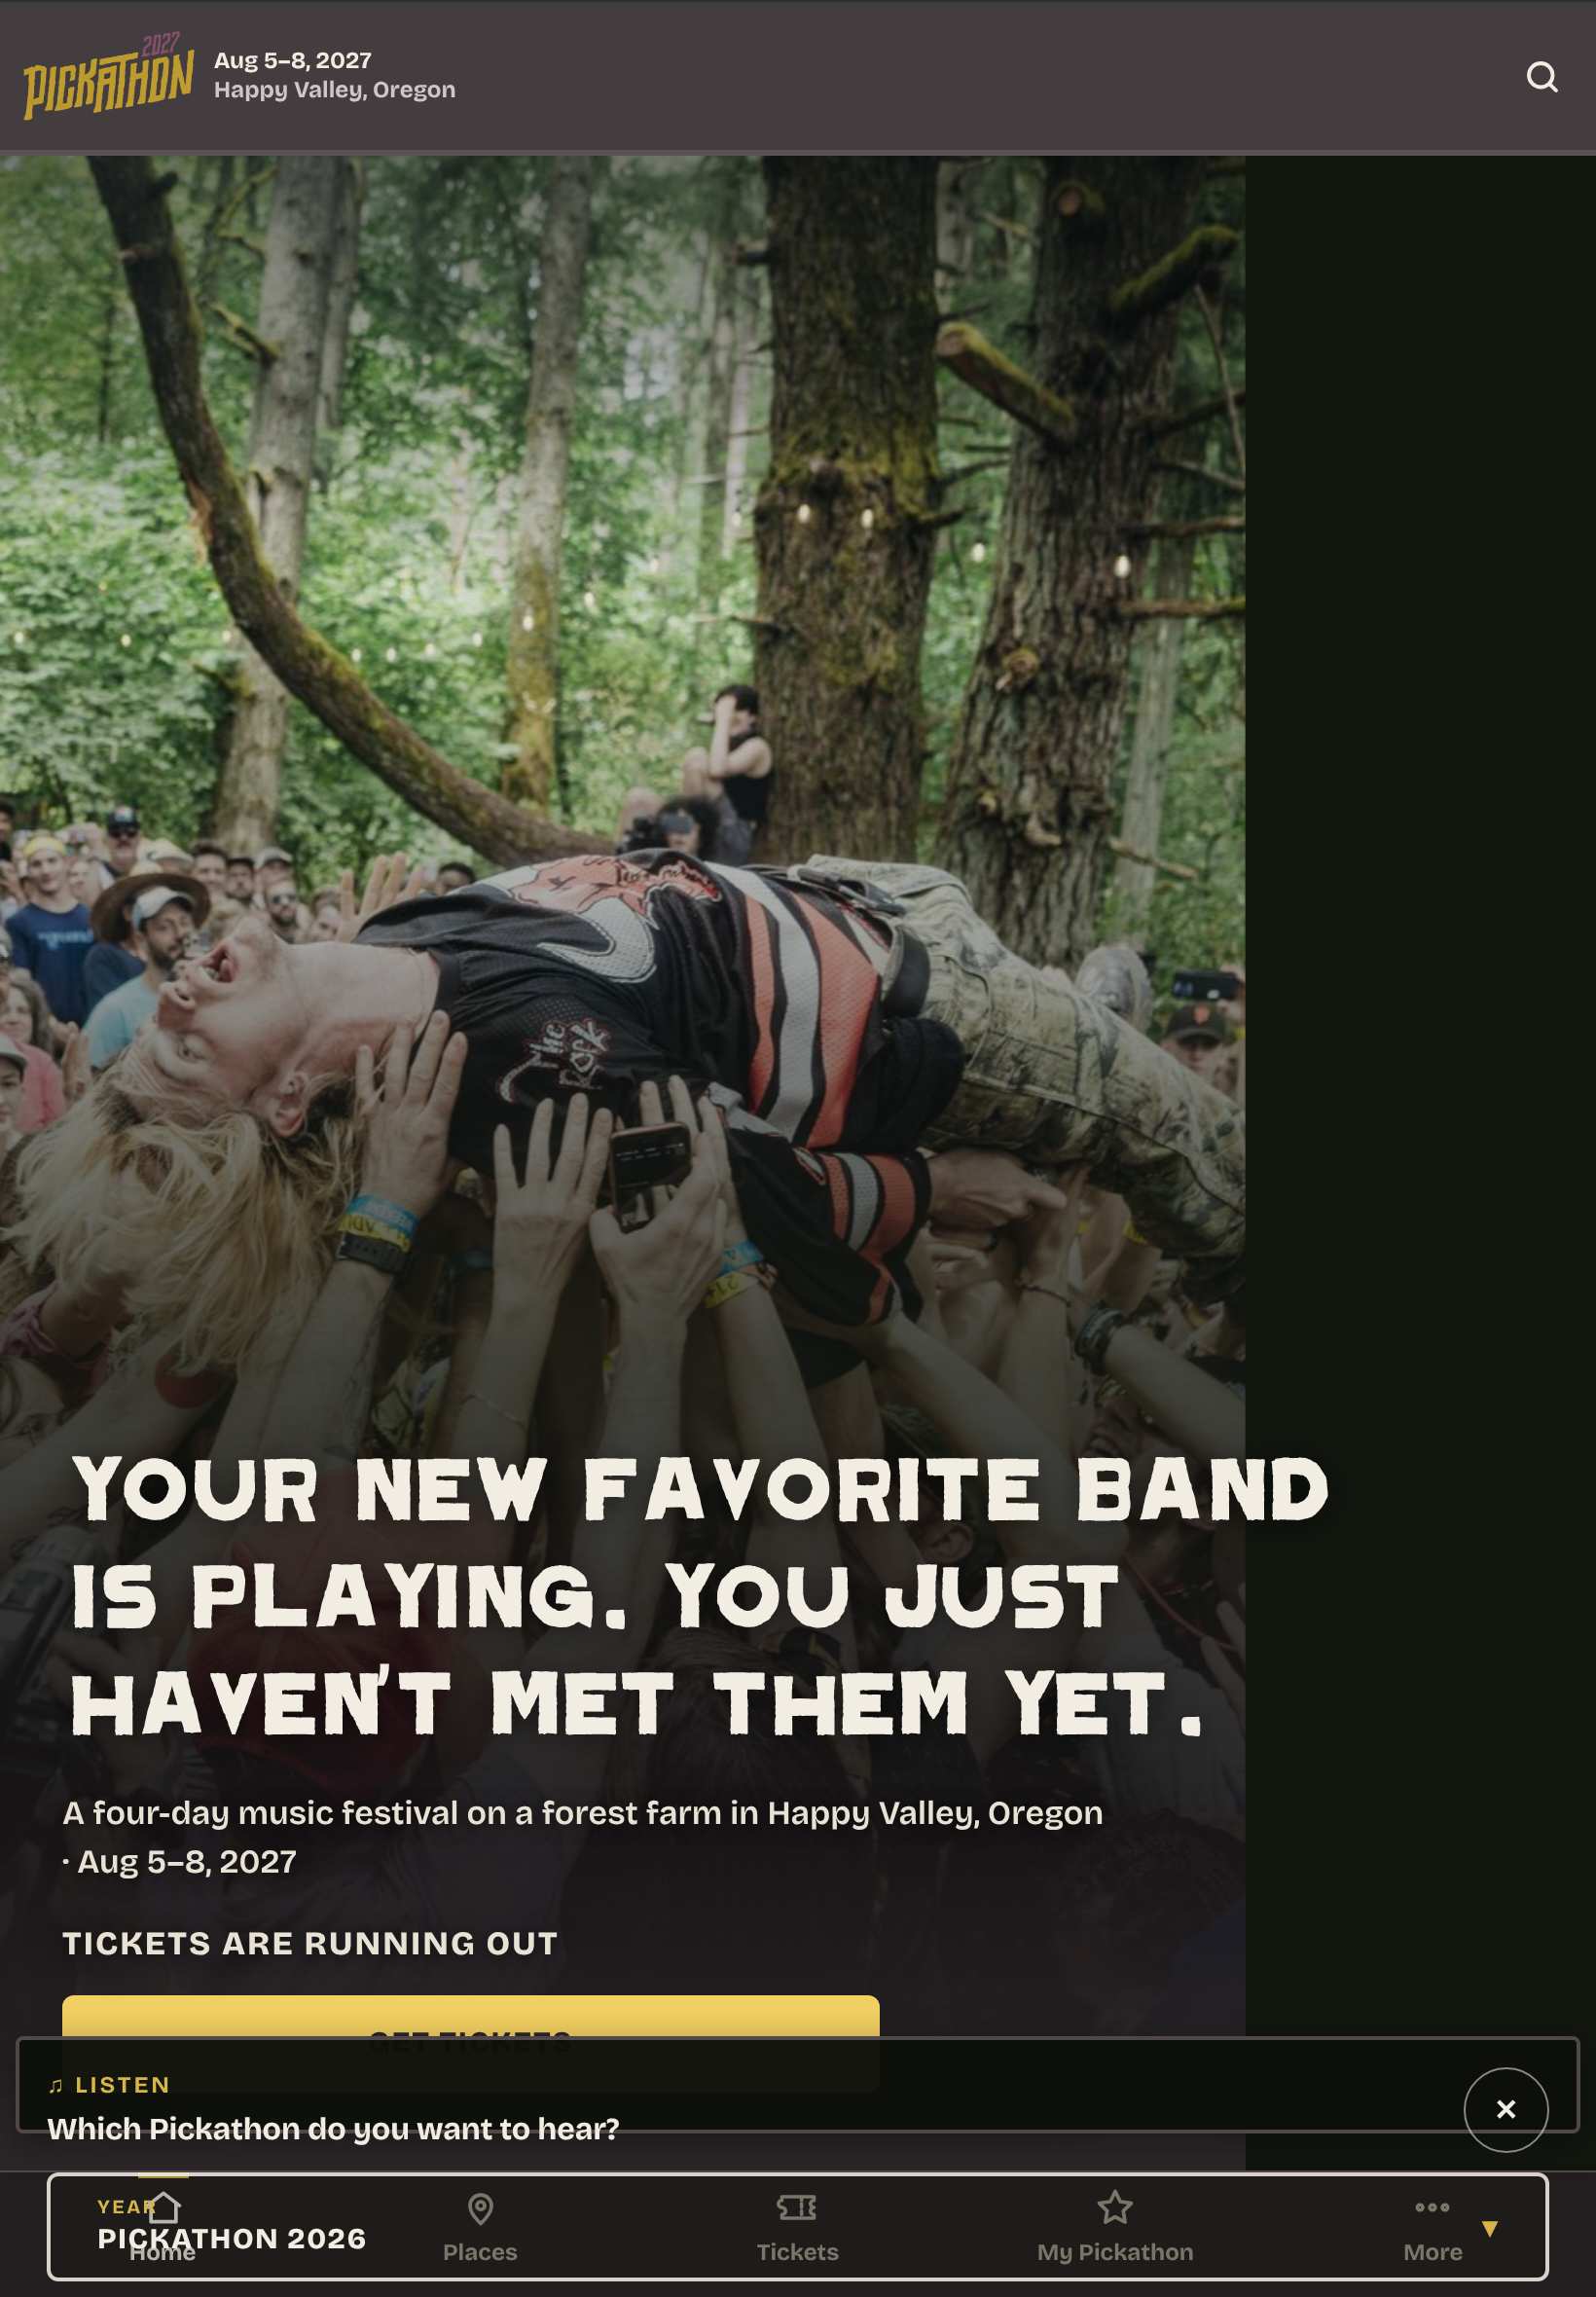 2027
PICKATHON
Aug 5–8, 2027
Happy Valley, Oregon
YOUR NEW FAVORITE BAND
IS PLAYING. YOU JUST
HAVEN'T MET THEM YET.
A four-day music festival on a forest farm in Happy Valley, Oregon
· Aug 5–8, 2027
TICKETS ARE RUNNING OUT
GET TICKETS
♫ LISTEN
Which Pickathon do you want to hear?
YEAR
PICKATHON 2026
Home
Places
Tickets
My Pickathon
More